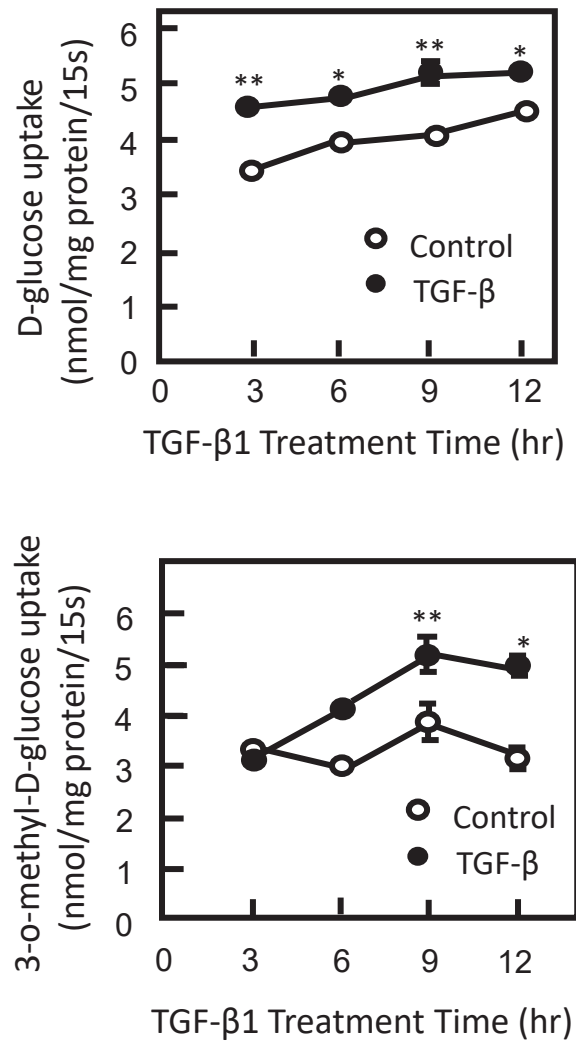 D-glucose uptake
(nmol/mg protein/15s)
6
** * ** *
5
4
3
2
1
0
Control
TGF-β
0 3 6 9 12
TGF-β1 Treatment Time (hr)
3-o-methyl-D-glucose uptake
(nmol/mg protein/15s)
6
** *
5
4
3
2
1
0
Control
TGF-β
0 3 6 9 12
TGF-β1 Treatment Time (hr)